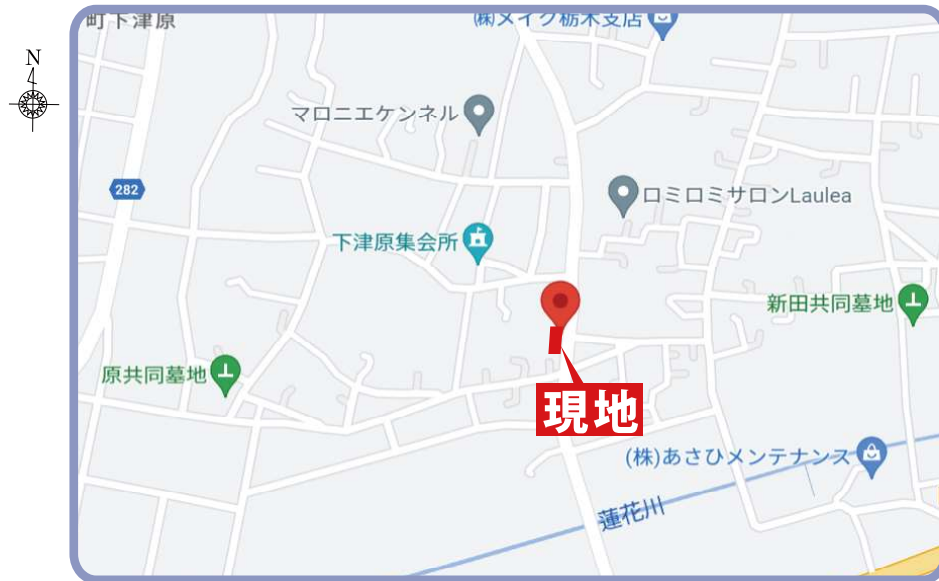 町下津原
(株)メイク栃木支店
N
マロニエケンネル
282
ロミロミサロンLaulea
下津原集会所
新田共同墓地
原共同墓地
現地
(株)あさひメンテナンス
蓮花川